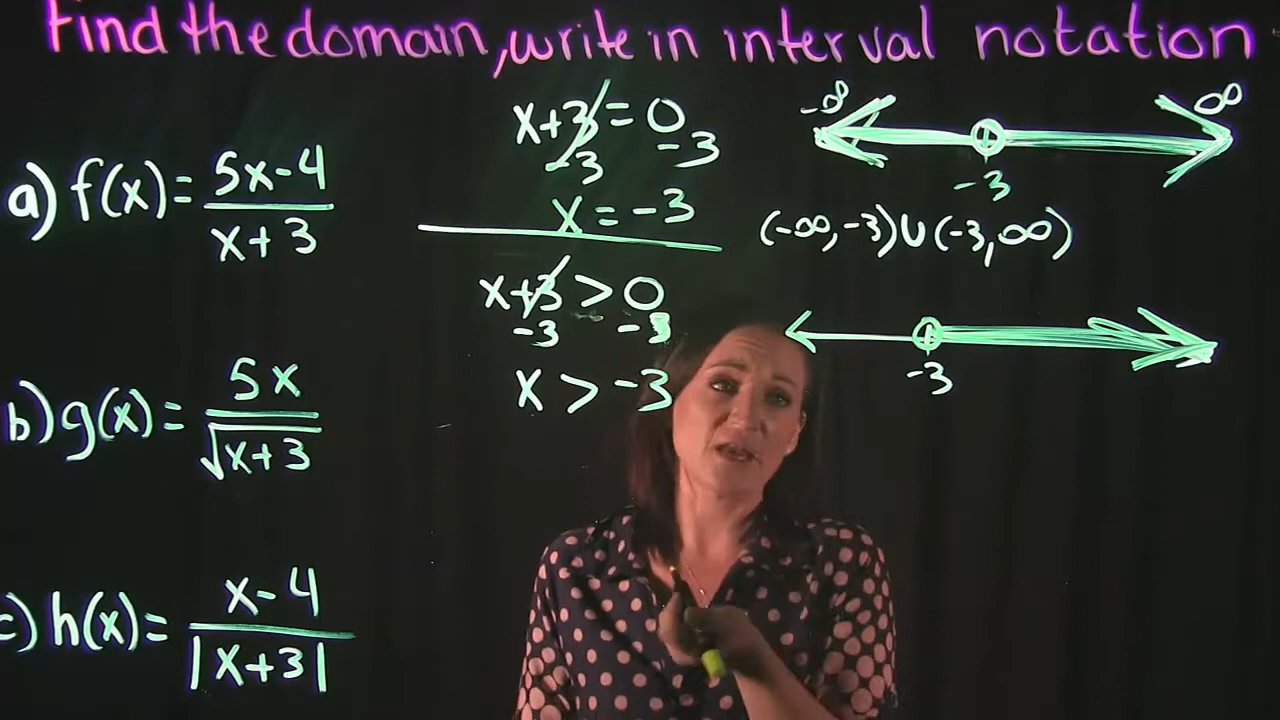 Find the domain, write in interval notation
a) f(x) = 5x-4 / x+3
x+3 = 0
-3 -3
x = -3
-∞ ∞
-3
(-∞,-3)∪(-3,∞)
b) g(x) = 5x / √x+3
x+3 > 0
-3 -3
x > -3
-3
c) h(x) = x-4 / |x+3|